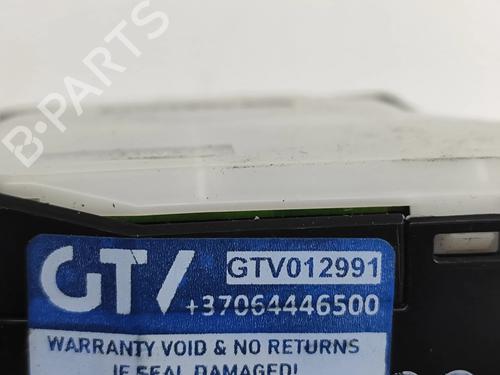 B-PARTS
GTV
GTV012991
+37064446500
WARRANTY VOID & NO RETURNS
IF SEAL DAMAGED!